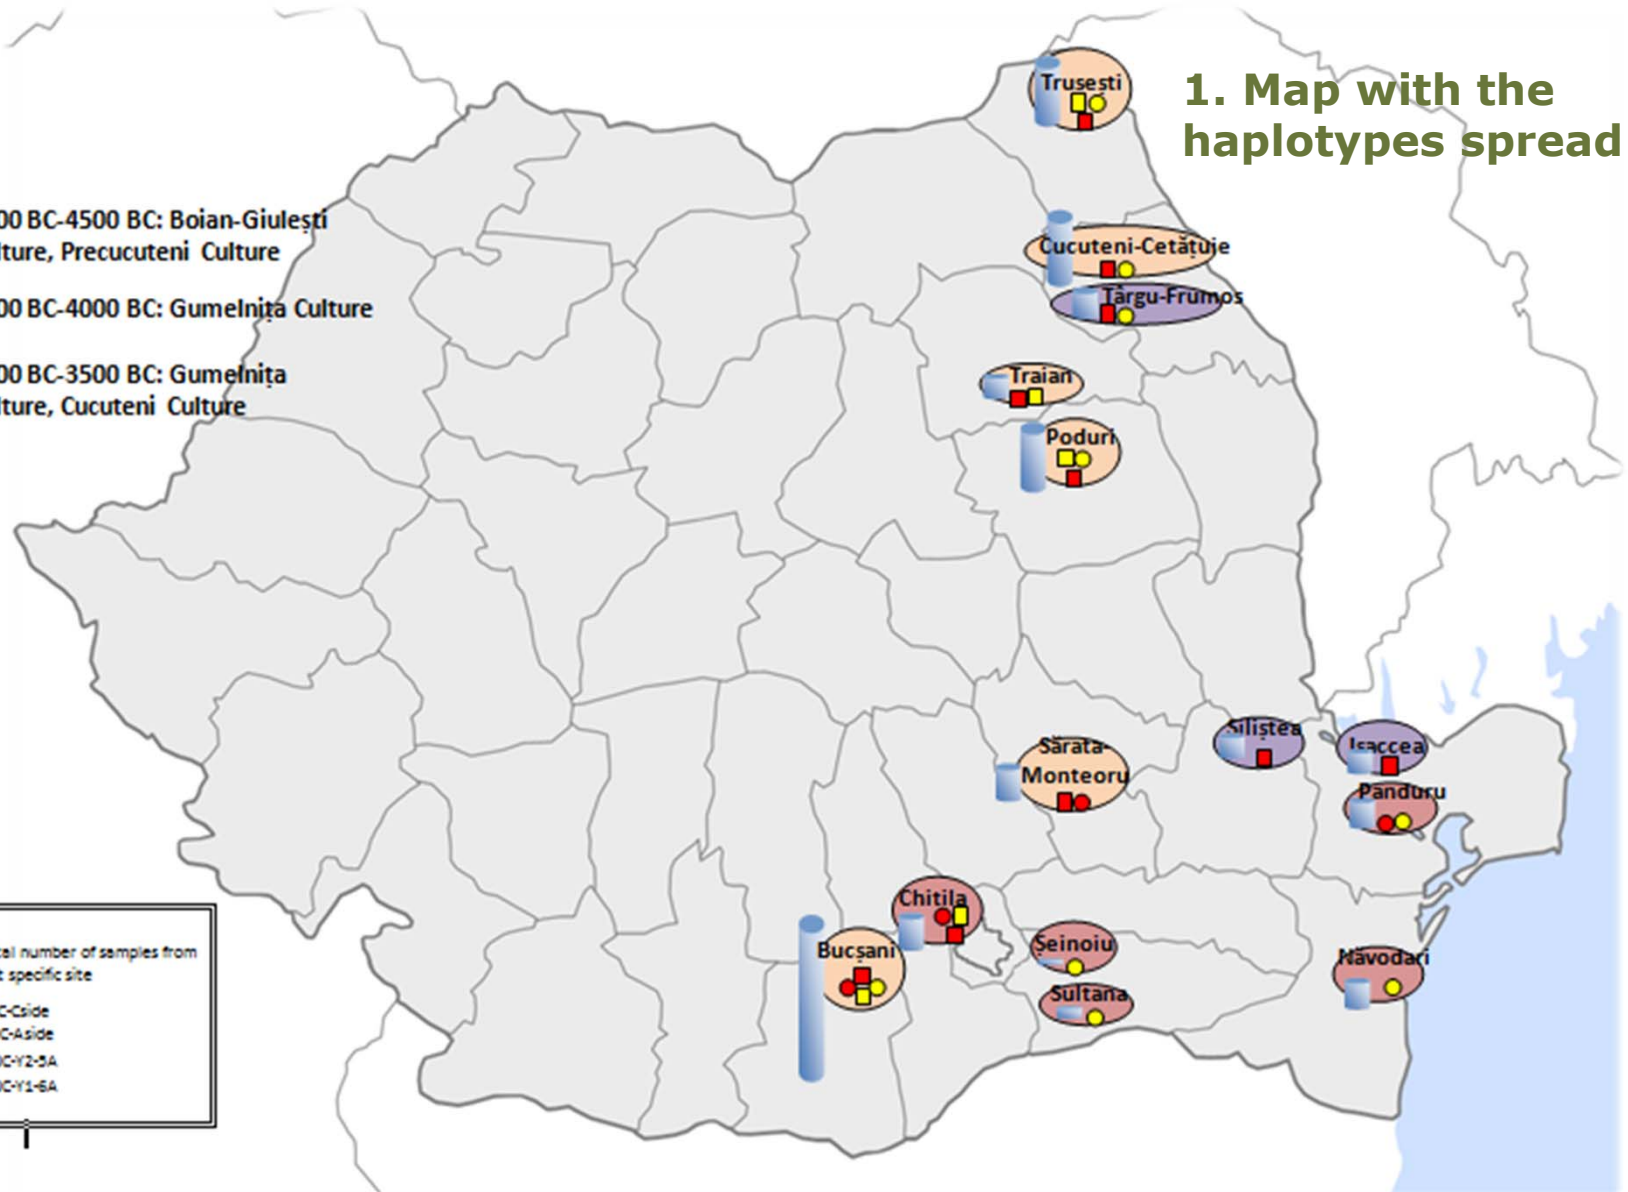 1. Map with the
haplotypes spread
Trusești
00 BC-4500 BC: Boian-Giulești
lture, Precucuteni Culture
Cucuteni-Cetățuie
Târgu-Frumos
00 BC-4000 BC: Gumelnița Culture
00 BC-3500 BC: Gumelnița
lture, Cucuteni Culture
Traian
Poduri
Siliștea
Isaccea
Sărata-
Monteoru
Panduru
Chitila
Bucșani
Șeinoiu
Năvodari
Sultana
tal number of samples from
t specific site
C-Cside
C-Aside
OC-Y2-5A
OC-Y1-6A